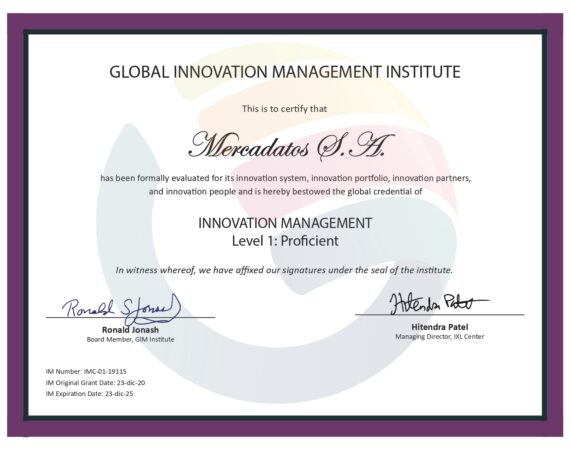 GLOBAL INNOVATION MANAGEMENT INSTITUTE
This is to certify that
Mercadatos S.A.
has been formally evaluated for its innovation system, innovation portfolio, innovation partners,
and innovation people and is hereby bestowed the global credential of
INNOVATION MANAGEMENT
Level 1: Proficient
In witness whereof, we have affixed our signatures under the seal of the institute.
Ronald Jonash
Hitendra Patel
Ronald Jonash
Board Member, GIM Institute
Hitendra Patel
Managing Director, IXL Center
IM Number: IMC-01-19115
IM Original Grant Date: 23-dic-20
IM Expiration Date: 23-dic-25